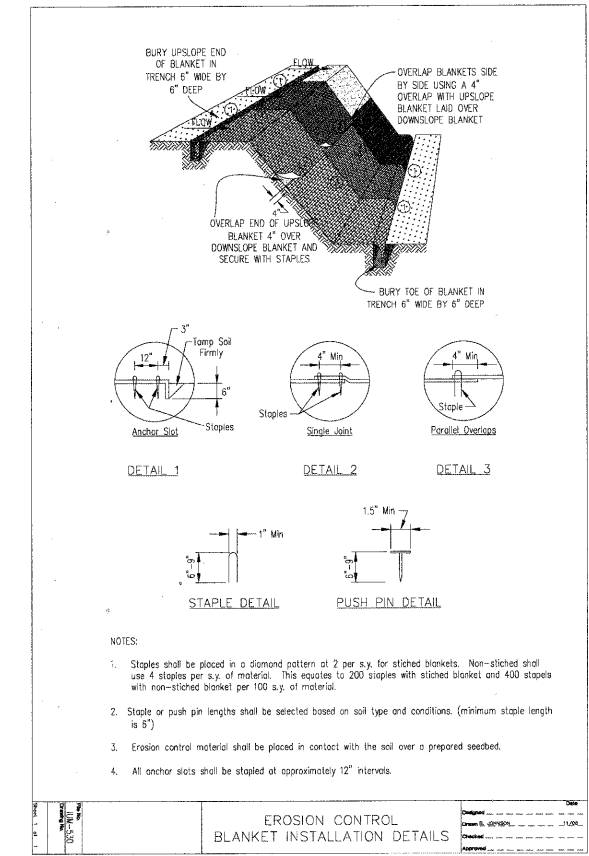 BURY UPSLOPE END
OF BLANKET IN
TRENCH 6" WIDE BY
6" DEEP
FLOW
FLOW
FLOW
OVERLAP BLANKETS SIDE
BY SIDE USING A 4"
OVERLAP WITH UPSLOPE
BLANKET LAID OVER
DOWNSLOPE BLANKET
4"
OVERLAP END OF UPSLOPE
BLANKET 4" OVER
DOWNSLOPE BLANKET AND
SECURE WITH STAPLES
BURY TOE OF BLANKET IN
TRENCH 6" WIDE BY 6" DEEP
3"
12"
Tamp Soil
Firmly
6"
Staples
Anchor Slot
DETAIL 1
4" Min
Staples
Single Joint
DETAIL 2
4" Min
Staple
Parallel Overlaps
DETAIL 3
1" Min
6"-9"
STAPLE DETAIL
1.5" Min
6"-9"
PUSH PIN DETAIL
NOTES:
1. Staples shall be placed in a diamond pattern at 2 per s.y. for stiched blankets. Non-stiched shall
use 4 staples per s.y. of material. This equates to 200 staples with stiched blanket and 400 stapels
with non-stiched blanket per 100 s.y. of material.
2. Staple or push pin lengths shall be selected based on soil type and conditions. (minimum staple length
is 6")
3. Erosion control material shall be placed in contact with the soil over a prepared seedbed.
4. All anchor slots shall be stapled at approximately 12" intervals.
Sheet 1 of 1
Drawing No.
File No.
EROSION CONTROL
BLANKET INSTALLATION DETAILS
Date
Designed
Drawn B. JOHNSON
Checked
Approved